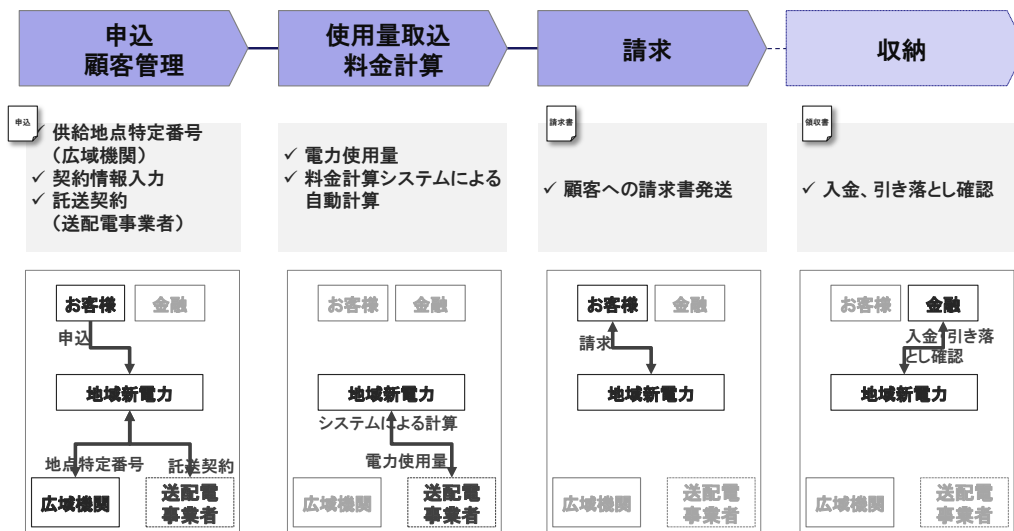 申込
顧客管理
使用量取込
料金計算
請求
収納
申込
供給地点特定番号
(広域機関)
契約情報入力
託送契約
(送配電事業者)
電力使用量
料金計算システムによる
自動計算
請求書
顧客への請求書発送
領収書
入金、引き落とし確認
お客様
金融
申込
地域新電力
地点特定番号
託送契約
広域機関
送配電
事業者
お客様
金融
地域新電力
システムによる計算
電力使用量
広域機関
送配電
事業者
お客様
金融
請求
地域新電力
広域機関
送配電
事業者
お客様
金融
入金・引き落
とし確認
地域新電力
広域機関
送配電
事業者